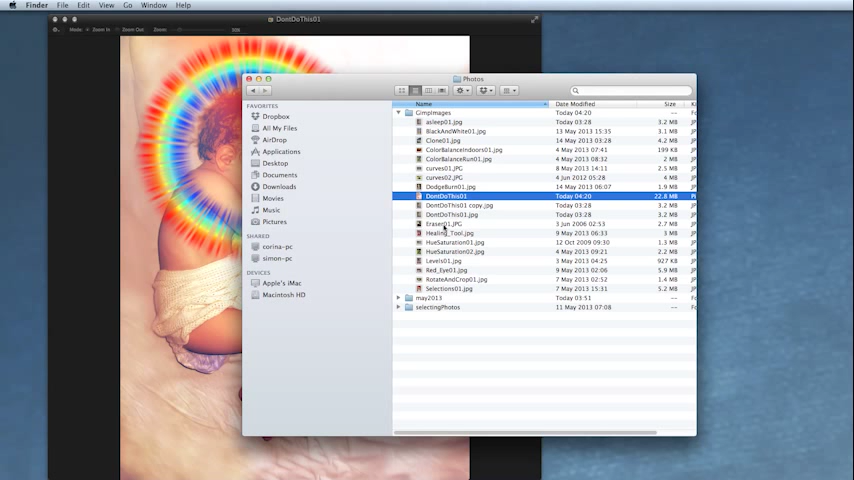 Finder File Edit View Go Window Help
DontDoThis01
Mode: Zoom In Zoom Out Zoom:
Photos
FAVORITES
Dropbox
All My Files
AirDrop
Applications
Desktop
Documents
Downloads
Movies
Music
Pictures
SHARED
corina-pc
simon-pc
DEVICES
Apple's iMac
Macintosh HD
Name Date Modified Size
GimpImages Today 04:20 --
asleep01.jpg Today 03:28 3.2 MB
BlackAndWhite01.jpg 13 May 2013 15:35 3.1 MB
Clone01.jpg 14 May 2013 03:28 4.2 MB
ColorBalanceIndoors01.jpg 4 May 2013 07:41 199 KB
ColorBalanceRun01.jpg 4 May 2013 08:32 2 MB
curves01.JPG 8 May 2013 14:11 2.5 MB
curves02.JPG 4 Jun 2012 05:28 4 MB
DodgeBurn01.jpg 14 May 2013 06:07 1.9 MB
DontDoThis01 Today 04:20 22.8 MB
DontDoThis01 copy.jpg Today 03:28 3.2 MB
DontDoThis01.jpg Today 03:28 3.2 MB
Eraser01.JPG 3 Jun 2006 02:53 2.7 MB
Healing_Tool.jpg 9 May 2013 06:33 3 MB
HueSaturation01.jpg 12 Oct 2009 09:30 1.3 MB
HueSaturation02.jpg 4 May 2013 09:21 2.2 MB
Levels01.jpg 3 May 2013 04:25 927 KB
Red_Eye01.jpg 9 May 2013 02:06 5.9 MB
RotateAndCrop01.jpg 7 May 2013 02:52 1.4 MB
Selections01.jpg 7 May 2013 15:31 5.2 MB
may2013 Today 03:51 --
selectingPhotos 11 May 2013 07:08 --